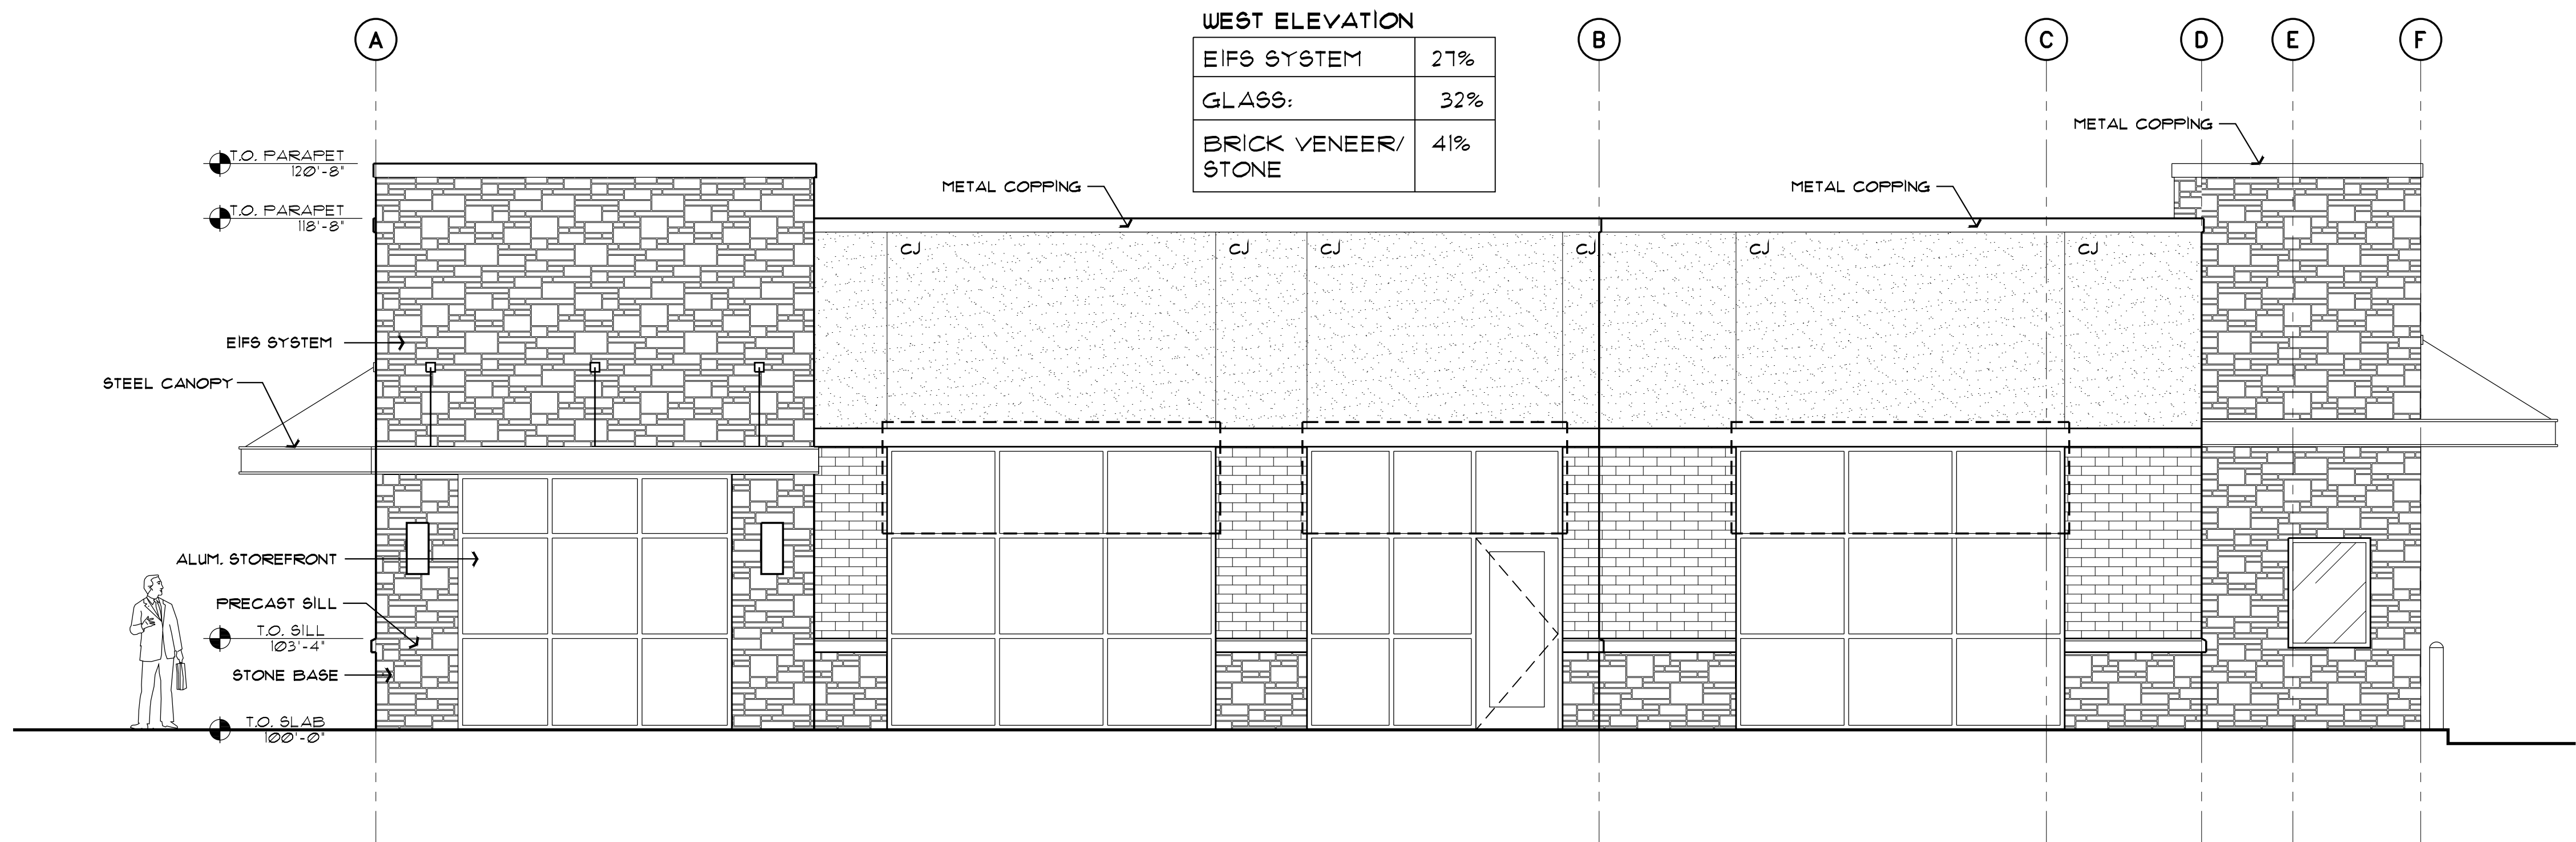 WEST ELEVATION
EIFS SYSTEM 27%
GLASS: 32%
BRICK VENEER/ 41%
STONE
A
B
C
D
E
F
METAL COPPING
T.O. PARAPET
120'-8"
METAL COPPING
METAL COPPING
T.O. PARAPET
118'-8"
CJ
CJ
CJ
CJ
CJ
CJ
EIFS SYSTEM
STEEL CANOPY
ALUM. STOREFRONT
PRECAST SILL
T.O. SILL
103'-4"
STONE BASE
T.O. SLAB
100'-0"